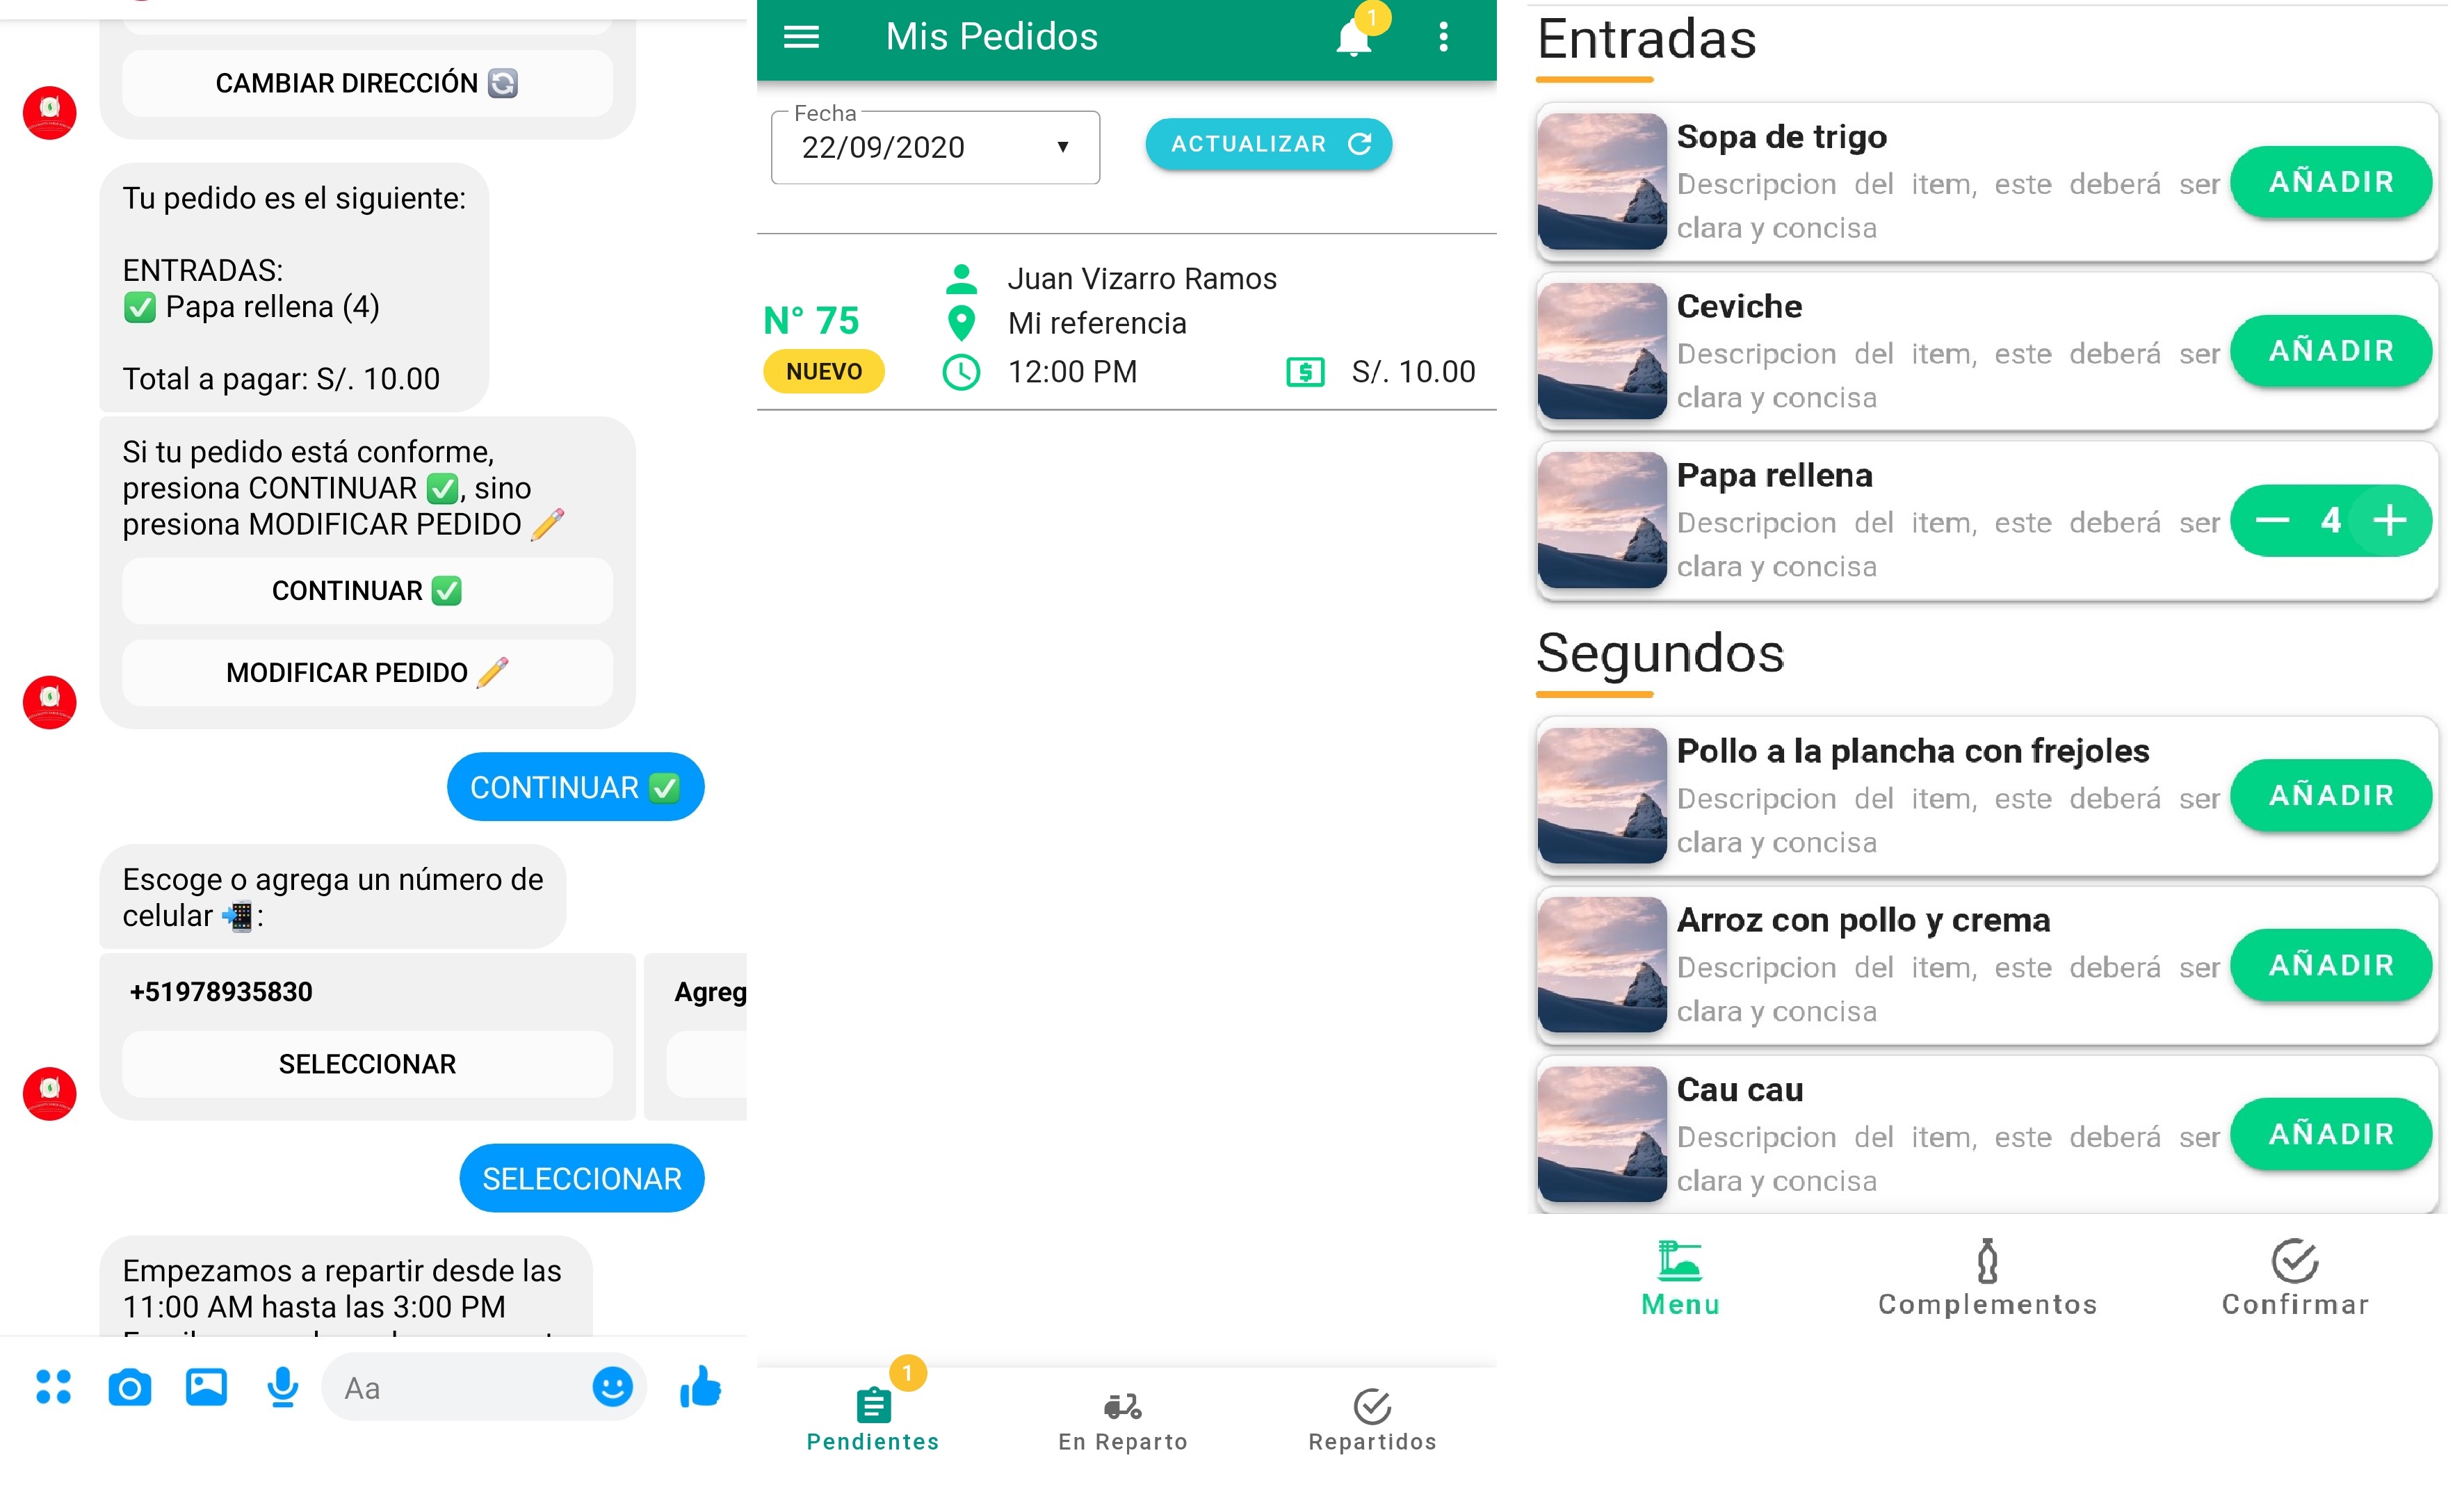 CAMBIAR DIRECCIÓN 🔄
Tu pedido es el siguiente:
ENTRADAS:
✅ Papa rellena (4)
Total a pagar: S/. 10.00
Si tu pedido está conforme,
presiona CONTINUAR ✅, sino
presiona MODIFICAR PEDIDO ✏️
CONTINUAR ✅
MODIFICAR PEDIDO ✏️
CONTINUAR ✅
Escoge o agrega un número de
celular 📲:
+51978935830
SELECCIONAR
Agreg
SELECCIONAR
Empezamos a repartir desde las
11:00 AM hasta las 3:00 PM
Aa
Mis Pedidos
1
Fecha
22/09/2020
ACTUALIZAR
N° 75
NUEVO
Juan Vizarro Ramos
Mi referencia
12:00 PM
S/. 10.00
1
Pendientes
En Reparto
Repartidos
Entradas
Sopa de trigo
Descripcion del item, este deberá ser
clara y concisa
AÑADIR
Ceviche
Descripcion del item, este deberá ser
clara y concisa
AÑADIR
Papa rellena
Descripcion del item, este deberá ser
clara y concisa
— 4 +
Segundos
Pollo a la plancha con frejoles
Descripcion del item, este deberá ser
clara y concisa
AÑADIR
Arroz con pollo y crema
Descripcion del item, este deberá ser
clara y concisa
AÑADIR
Cau cau
Descripcion del item, este deberá ser
clara y concisa
AÑADIR
Menu
Complementos
Confirmar